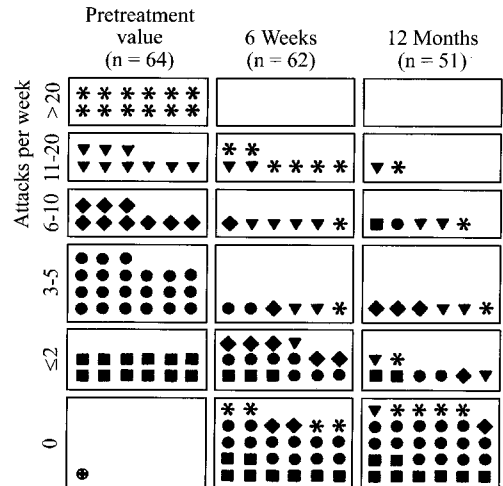 Pretreatment
value
(n = 64)
6 Weeks
(n = 62)
12 Months
(n = 51)
Attacks per week
>20
11-20
6-10
3-5
≤2
0